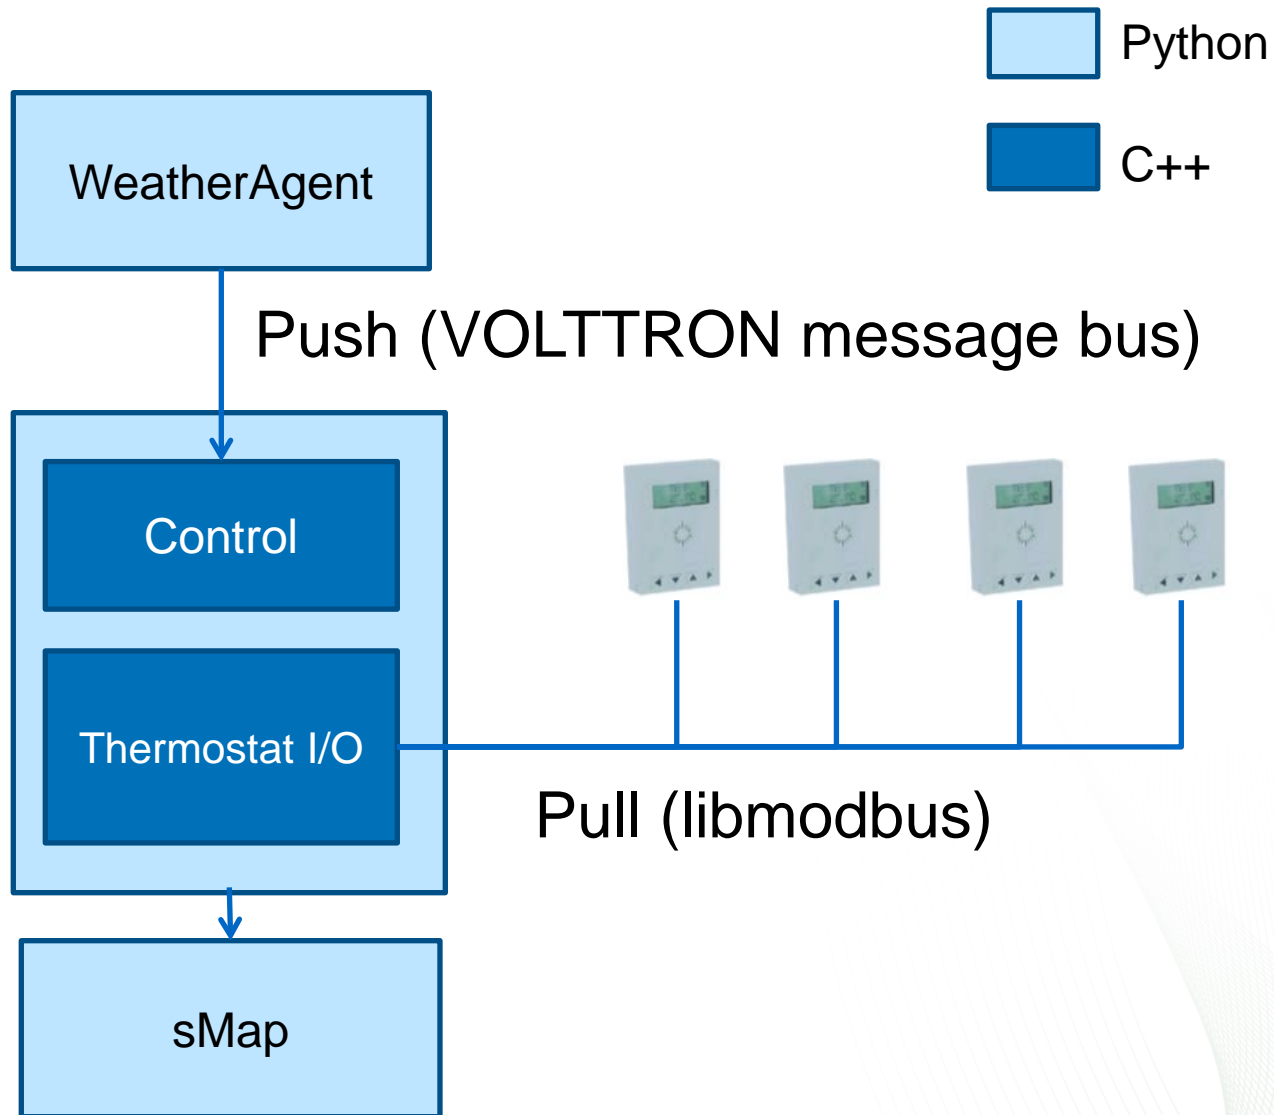 Python
C++
WeatherAgent
Push (VOLTTRON message bus)
Control
Thermostat I/O
Pull (libmodbus)
sMap